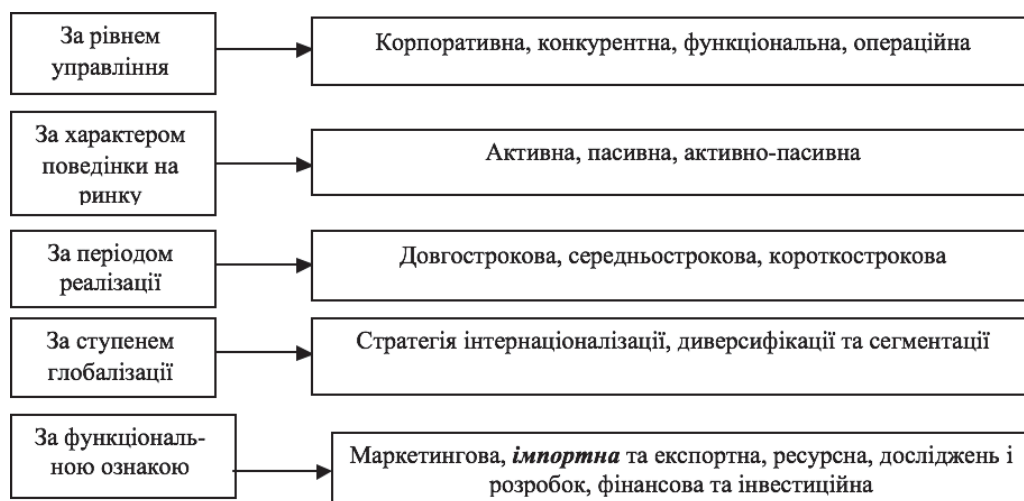 За рівнем
управління
Корпоративна, конкурентна, функціональна, операційна
За характером
поведінки на
ринку
Активна, пасивна, активно-пасивна
За періодом
реалізації
Довгострокова, середньострокова, короткострокова
За ступенем
глобалізації
Стратегія інтернаціоналізації, диверсифікації та сегментації
За функціональ-
ною ознакою
Маркетингова, імпортна та експортна, ресурсна, досліджень і
розробок, фінансова та інвестиційна